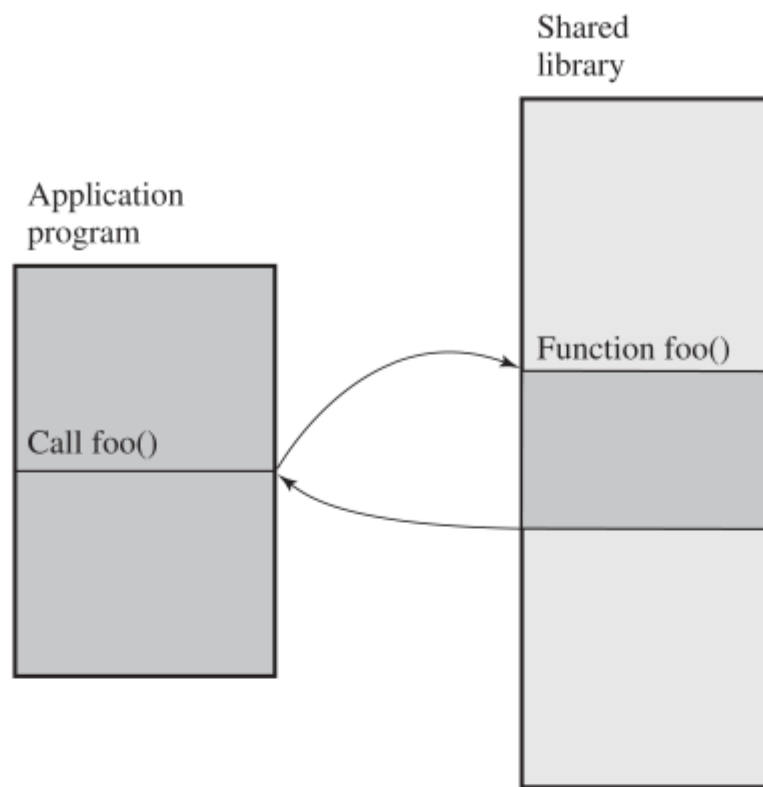 Shared
library
Application
program
Function foo()
Call foo()